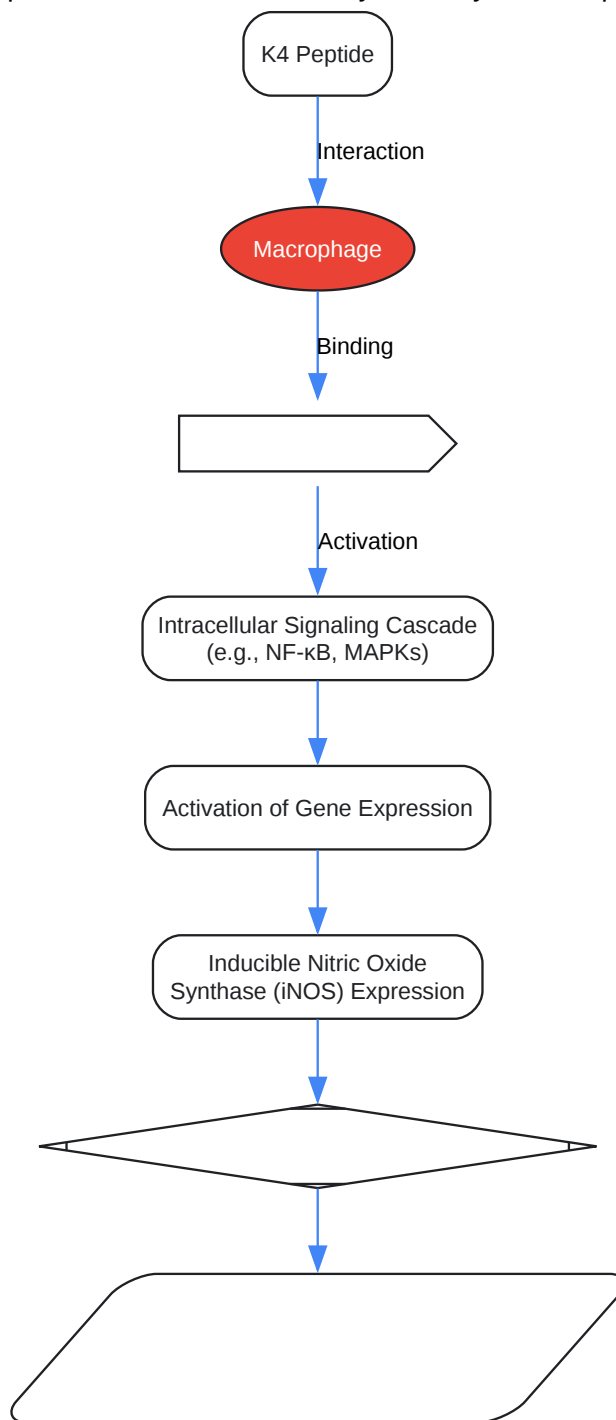 K4 Peptide
Interaction
Macrophage
Binding
Activation
Intracellular Signaling Cascade
(e.g., NF-κB, MAPKs)
Activation of Gene Expression
Inducible Nitric Oxide
Synthase (iNOS) Expression